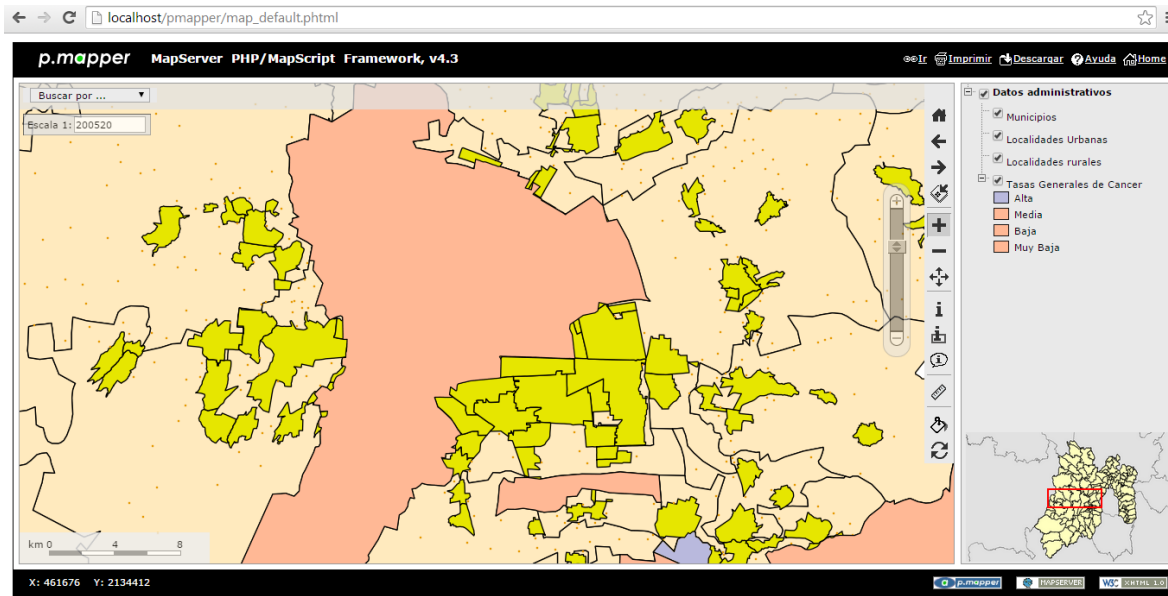 localhost/pmapper/map_default.phtml
p.mapper MapServer PHP/MapScript Framework, v4.3 Ir Imprimir Descargar Ayuda Home
Buscar por ...
Escala 1: 200520
Datos administrativos
Municipios
Localidades Urbanas
Localidades rurales
Tasas Generales de Cancer
Alta
Media
Baja
Muy Baja
km 0 4 8
X: 461676 Y: 2134412 p.mapper MAPSERVER W3C XHTML 1.0